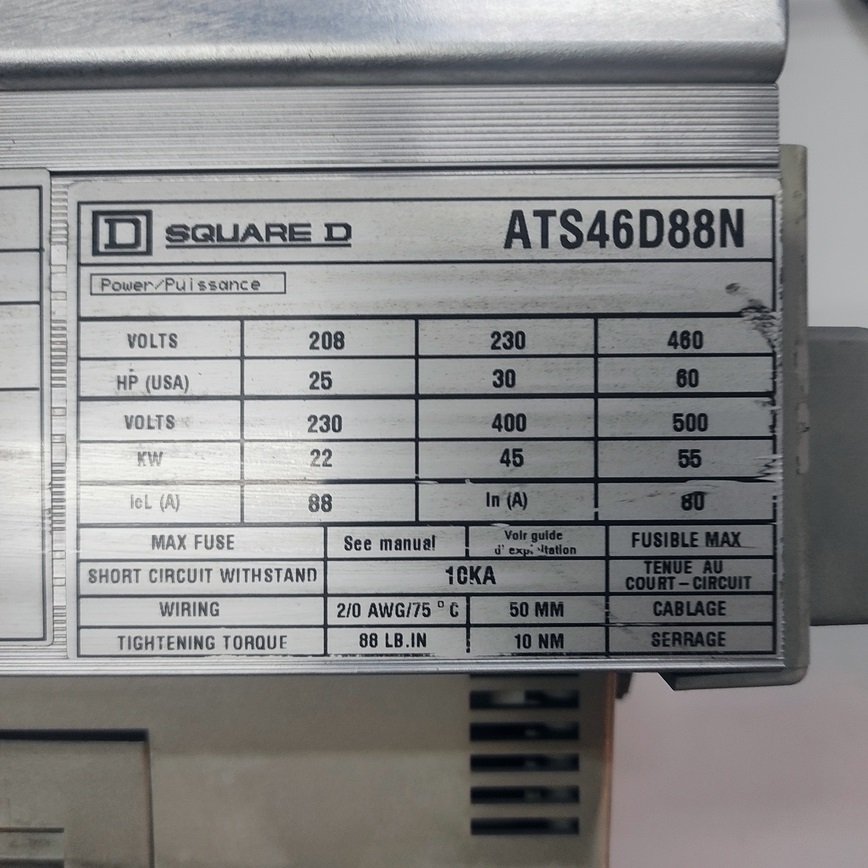 D SQUARE D ATS46D88N
Power/Puissance
VOLTS 208 230 460
HP (USA) 25 30 60
VOLTS 230 400 500
KW 22 45 55
IcL (A) 88 In (A) 80
MAX FUSE See manual Voir guide d' exploitation FUSIBLE MAX
SHORT CIRCUIT WITHSTAND 10KA TENUE AU COURT-CIRCUIT
WIRING 2/0 AWG/75 °C 50 MM CABLAGE
TIGHTENING TORQUE 88 LB.IN 10 NM SERRAGE